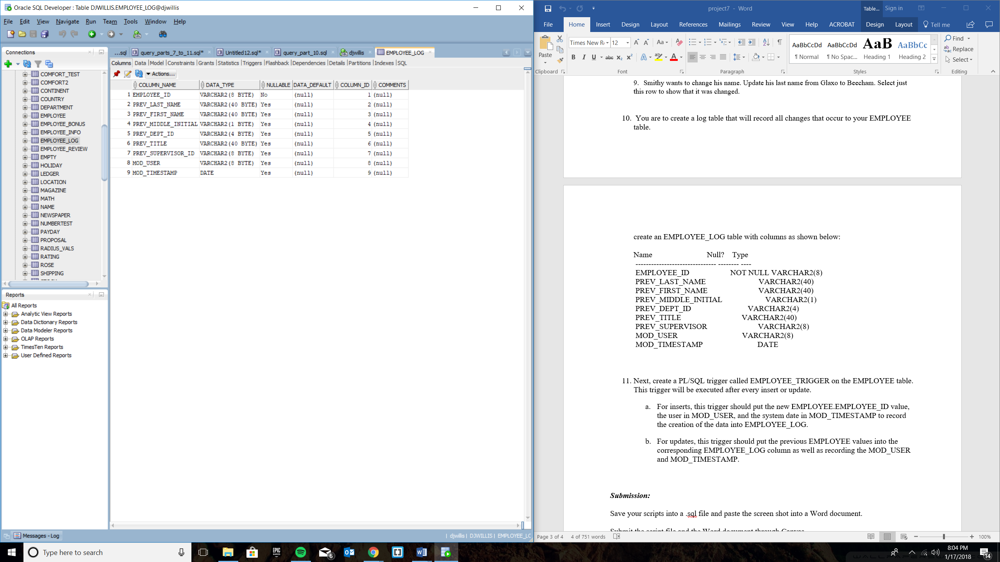 Oracle SQL Developer : Table DJWILLIS.EMPLOYEE_LOG@djwillis
File Edit View Navigate Run Team Tools Window Help
Connections
...sql query_parts_7_to_11.sql* Untitled12.sql* query_part_10.sql djwillis EMPLOYEE_LOG
Columns Data Model Constraints Grants Statistics Triggers Flashback Dependencies Details Partitions Indexes SQL
Actions...
COLUMN_NAME DATA_TYPE NULLABLE DATA_DEFAULT COLUMN_ID COMMENTS
1 EMPLOYEE_ID VARCHAR2(8 BYTE) No (null) 1 (null)
2 PREV_LAST_NAME VARCHAR2(40 BYTE) Yes (null) 2 (null)
3 PREV_FIRST_NAME VARCHAR2(40 BYTE) Yes (null) 3 (null)
4 PREV_MIDDLE_INITIAL VARCHAR2(1 BYTE) Yes (null) 4 (null)
5 PREV_DEPT_ID VARCHAR2(4 BYTE) Yes (null) 5 (null)
6 PREV_TITLE VARCHAR2(40 BYTE) Yes (null) 6 (null)
7 PREV_SUPERVISOR_ID VARCHAR2(8 BYTE) Yes (null) 7 (null)
8 MOD_USER VARCHAR2(8 BYTE) Yes (null) 8 (null)
9 MOD_TIMESTAMP DATE Yes (null) 9 (null)
COMFORT_TEST
COMFORT2
CONTINENT
COUNTRY
DEPARTMENT
EMPLOYEE
EMPLOYEE_BONUS
EMPLOYEE_INFO
EMPLOYEE_LOG
EMPLOYEE_REVIEW
EMPTY
HOLIDAY
LEDGER
LOCATION
MAGAZINE
MATH
NAME
NEWSPAPER
NUMBERTEST
PAYDAY
PROPOSAL
RADIUS_VALS
RATING
ROSE
SHIPPING
Reports
All Reports
Analytic View Reports
Data Dictionary Reports
Data Modeler Reports
OLAP Reports
TimesTen Reports
User Defined Reports
Messages - Log
djwillis | DJWILLIS | EMPLOYEE_LC
project7 - Word
Table... Sign in
File Home Insert Design Layout References Mailings Review View Help ACROBAT Design Layout Tell me
Paste
Times New R 12
B I U abc X₂ X²
AaBbCcDd AaBbCcDd AaB AaBbCc
¶ Normal ¶ No Spac... Heading 1 Heading 2
Find
Replace
Select
Clipboard Font Paragraph Styles Editing
9. Smithy wants to change his name. Update his last name from Glaxo to Beecham. Select just
this row to show that it was changed.
10. You are to create a log table that will record all changes that occur to your EMPLOYEE
table.
create an EMPLOYEE_LOG table with columns as shown below:
Name Null? Type
------------------------------- -------- ----
EMPLOYEE_ID NOT NULL VARCHAR2(8)
PREV_LAST_NAME VARCHAR2(40)
PREV_FIRST_NAME VARCHAR2(40)
PREV_MIDDLE_INITIAL VARCHAR2(1)
PREV_DEPT_ID VARCHAR2(4)
PREV_TITLE VARCHAR2(40)
PREV_SUPERVISOR VARCHAR2(8)
MOD_USER VARCHAR2(8)
MOD_TIMESTAMP DATE
11. Next, create a PL/SQL trigger called EMPLOYEE_TRIGGER on the EMPLOYEE table.
This trigger will be executed after every insert or update.
a. For inserts, this trigger should put the new EMPLOYEE.EMPLOYEE_ID value,
the user in MOD_USER, and the system date in MOD_TIMESTAMP to record
the creation of the data into EMPLOYEE_LOG.
b. For updates, this trigger should put the previous EMPLOYEE values into the
corresponding EMPLOYEE_LOG column as well as recording the MOD_USER
and MOD_TIMESTAMP.
Submission:
Save your scripts into a .sql file and paste the screen shot into a Word document.
Submit the script file and the Word document through Canvas
Page 3 of 4 4 of 751 words 100%
Type here to search
EPIC GAMES
6
8:04 PM
1/17/2018
14